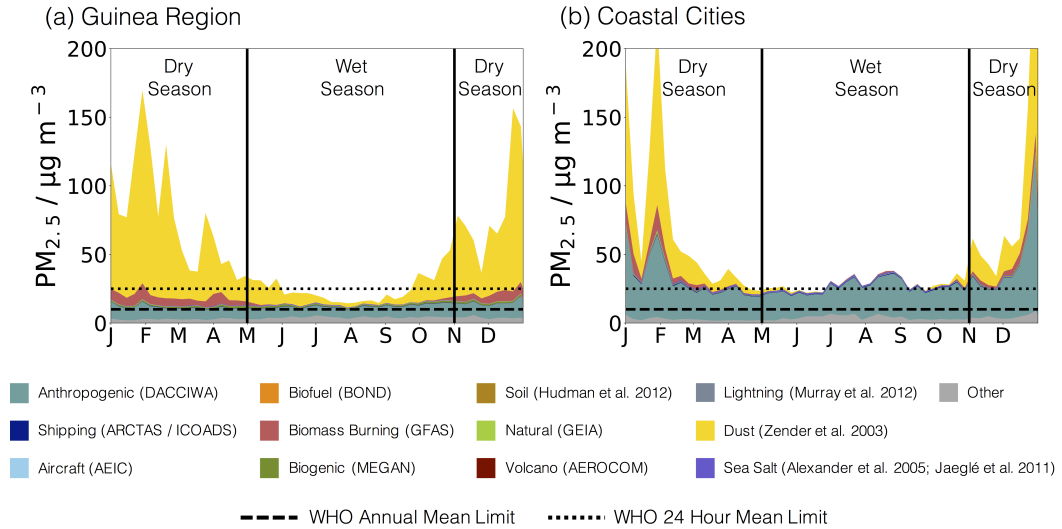 (a) Guinea Region
(b) Coastal Cities
PM2.5 / μg m−3
200
150
100
50
0
Dry
Season
Wet
Season
Dry
Season
J F M A M J J A S O N D
PM2.5 / μg m−3
200
150
100
50
0
Dry
Season
Wet
Season
Dry
Season
J F M A M J J A S O N D
Anthropogenic (DACCIWA)
Biofuel (BOND)
Soil (Hudman et al. 2012)
Lightning (Murray et al. 2012)
Other
Shipping (ARCTAS / ICOADS)
Biomass Burning (GFAS)
Natural (GEIA)
Dust (Zender et al. 2003)
Aircraft (AEIC)
Biogenic (MEGAN)
Volcano (AEROCOM)
Sea Salt (Alexander et al. 2005; Jaeglé et al. 2011)
WHO Annual Mean Limit
WHO 24 Hour Mean Limit